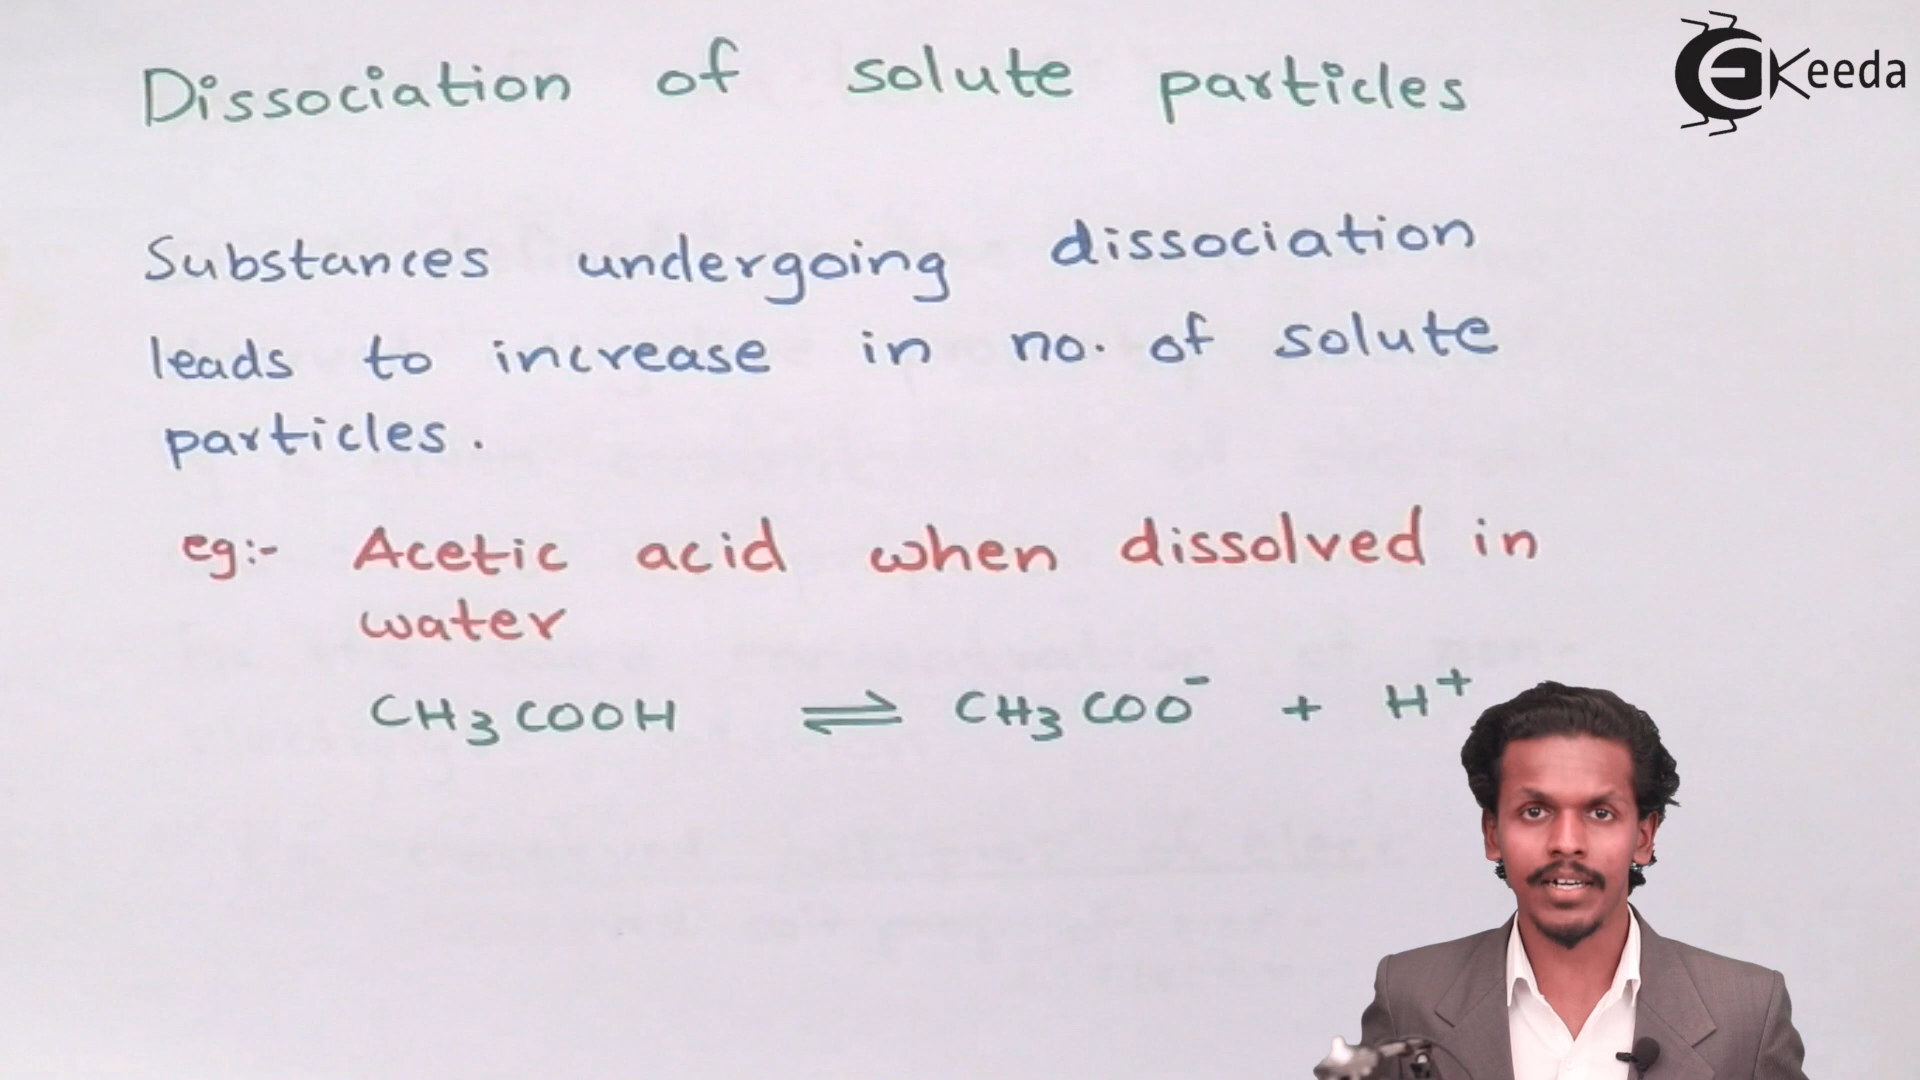 Dissociation of solute particles
EKeeda
Substances undergoing dissociation
leads to increase in no. of solute
particles.
eg:- Acetic acid when dissolved in
water
CH3COOH ⇌ CH3COO⁻ + H⁺